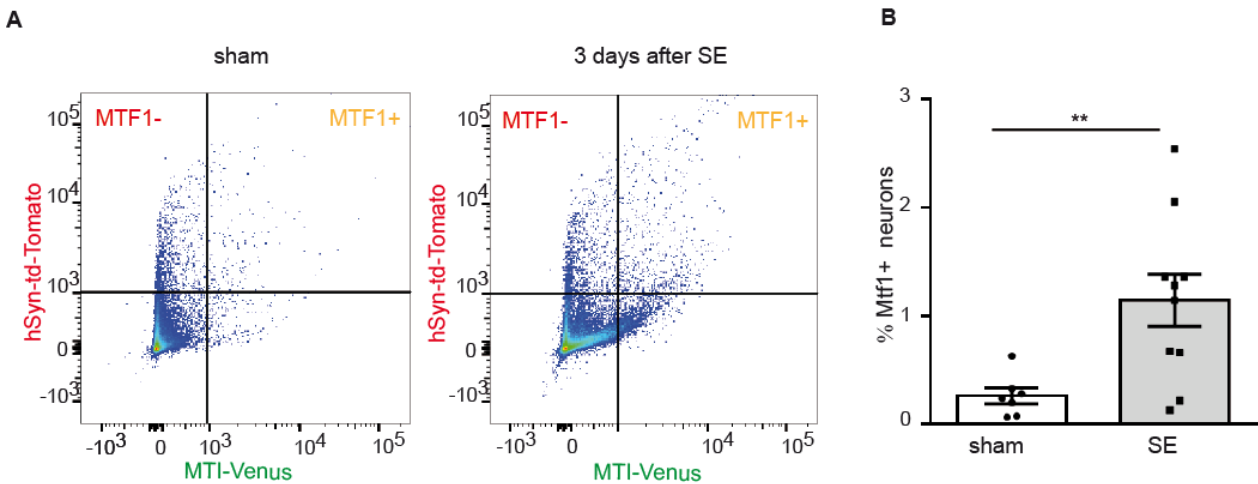 A
B
sham
3 days after SE
MTF1-
MTF1+
MTF1-
MTF1+
hSyn-td-Tomato
10^5
10^4
10^3
0
-10^3
-10^3
0
10^3
10^4
10^5
MTI-Venus
hSyn-td-Tomato
10^5
10^4
10^3
0
-10^3
-10^3
0
10^4
10^5
MTI-Venus
% Mtf1+ neurons
3
2
1
0
**
sham
SE